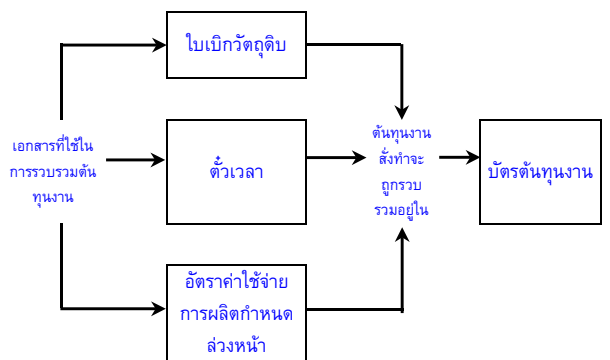 ใบเบิกวัตถุดิบ
เอกสารที่ใช้ใน
การรวบรวมต้น
ทุนงาน
ตั๋วเวลา
อัตราค่าใช้จ่าย
การผลิตกำหนด
ล่วงหน้า
ต้นทุนงาน
สั่งทำจะ
ถูกรวบ
รวมอยู่ใน
บัตรต้นทุนงาน